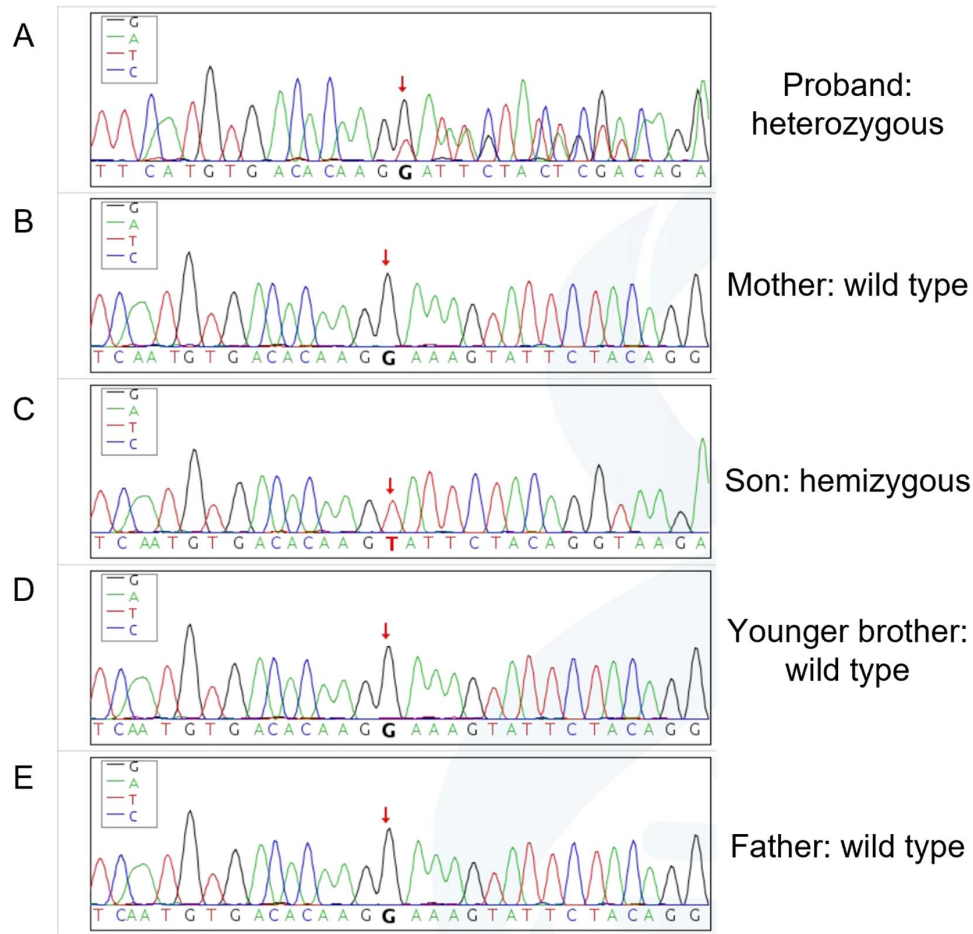 A
G
A
T
C
T T C A T G T G A C A C A A G G A T T C T A C T C G A C A G A
Proband:
heterozygous
B
G
A
T
C
T C A A T G T G A C A C A A G G A A A G T A T T C T A C A G G
Mother: wild type
C
G
A
T
C
T C A A T G T G A C A C A A G T A T T C T A C A G G T A A G A
Son: hemizygous
D
G
A
T
C
T C A A T G T G A C A C A A G G A A A G T A T T C T A C A G G
Younger brother:
wild type
E
G
A
T
C
T C A A T G T G A C A C A A G G A A A G T A T T C T A C A G G
Father: wild type